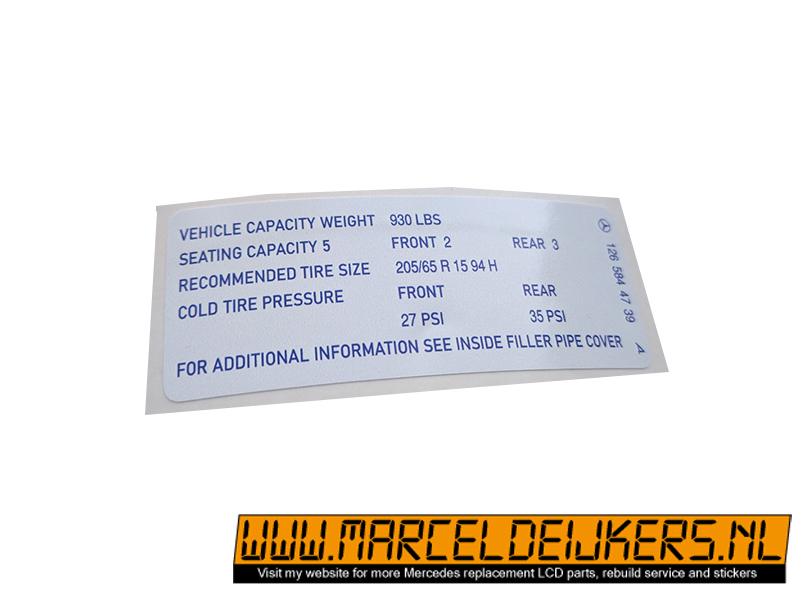 VEHICLE CAPACITY WEIGHT 930 LBS
SEATING CAPACITY 5 FRONT 2 REAR 3
RECOMMENDED TIRE SIZE 205/65 R 15 94 H
COLD TIRE PRESSURE FRONT REAR
27 PSI 35 PSI
FOR ADDITIONAL INFORMATION SEE INSIDE FILLER PIPE COVER
126 584 47 39 A
WWW.MARCELDEIJKERS.NL
Visit my website for more Mercedes replacement LCD parts, rebuild service and stickers